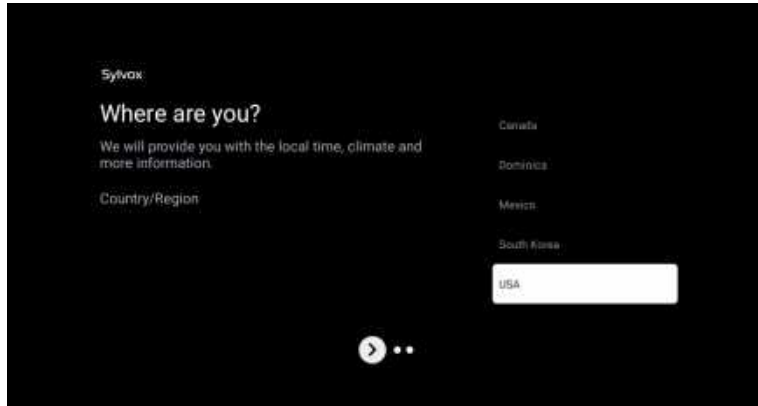 Sylvox
Where are you?
We will provide you with the local time, climate and
more information.
Country/Region
Canada
Dominica
Mexico
South Korea
USA